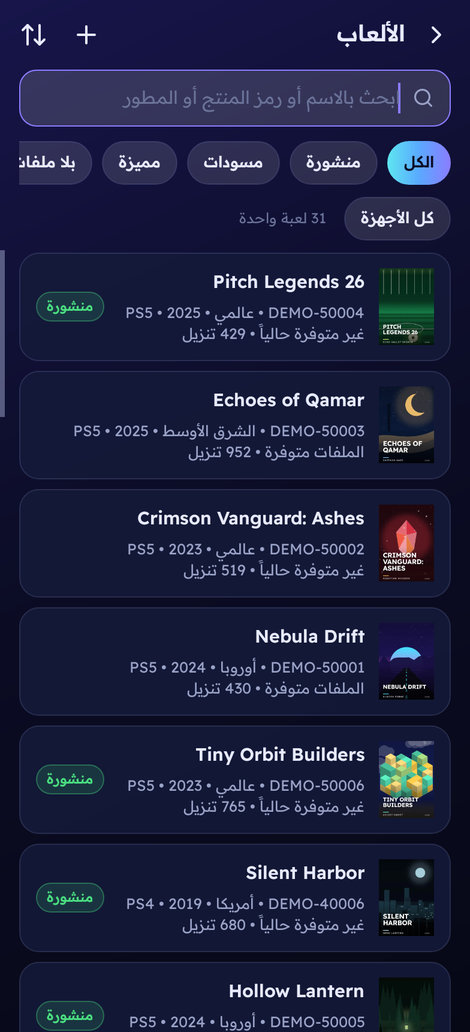 الألعاب
ابحث بالاسم أو رمز المنتج أو المطور
الكل
منشورة
مسودات
مميزة
بلا ملفات
كل الأجهزة
31 لعبة واحدة
Pitch Legends 26
PS5 • 2025 • عالمي • DEMO-50004
غير متوفرة حالياً • 429 تنزيل
منشورة
PITCH
LEGENDS 26
Echoes of Qamar
PS5 • 2025 • الشرق الأوسط • DEMO-50003
الملفات متوفرة • 952 تنزيل
ECHOES OF
QAMAR
Crimson Vanguard: Ashes
PS5 • 2023 • عالمي • DEMO-50002
غير متوفرة حالياً • 519 تنزيل
CRIMSON
VANGUARD:
ASHES
Nebula Drift
PS5 • 2024 • أوروبا • DEMO-50001
الملفات متوفرة • 430 تنزيل
NEBULA DRIFT
Tiny Orbit Builders
PS5 • 2023 • عالمي • DEMO-50006
غير متوفرة حالياً • 765 تنزيل
منشورة
TINY ORBIT
BUILDERS
Silent Harbor
PS4 • 2019 • أمريكا • DEMO-40006
غير متوفرة حالياً • 680 تنزيل
منشورة
SILENT
HARBOR
Hollow Lantern
PS5 • 2023 • عالمي • DEMO-50005
منشورة